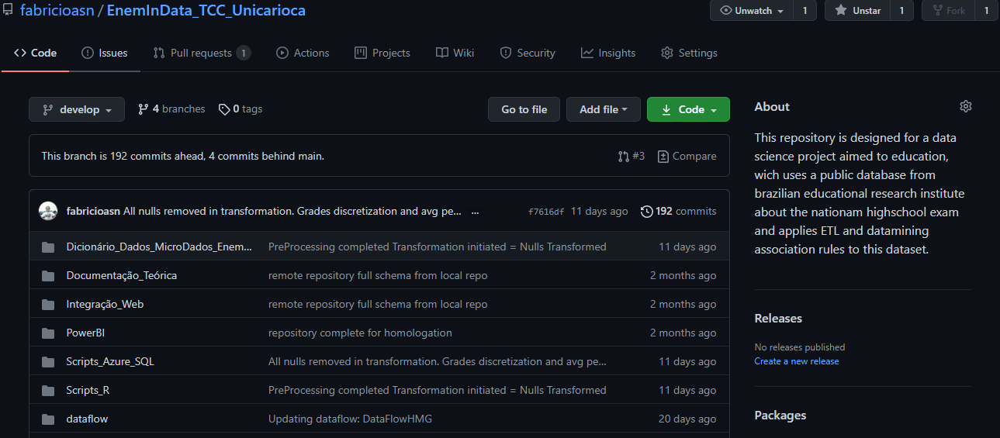 fabricioasn / EnemInData_TCC_Unicarioca
Unwatch 1 Unstar 1 Fork 1
Code Issues Pull requests 1 Actions Projects Wiki Security Insights Settings
develop 4 branches 0 tags Go to file Add file Code
This branch is 192 commits ahead, 4 commits behind main. #3 Compare
fabricioasn All nulls removed in transformation. Grades discretization and avg pe... ... f7616df 11 days ago 192 commits
Dicionário_Dados_MicroDados_Enem... PreProcessing completed Transformation initiated = Nulls Transformed 11 days ago
Documentação_Teórica remote repository full schema from local repo 2 months ago
Integração_Web remote repository full schema from local repo 2 months ago
PowerBI repository complete for homologation 2 months ago
Scripts_Azure_SQL All nulls removed in transformation. Grades discretization and avg pe... 11 days ago
Scripts_R PreProcessing completed Transformation initiated = Nulls Transformed 11 days ago
dataflow Updating dataflow: DataFlowHMG 20 days ago
About
This repository is designed for a data
science project aimed to education,
wich uses a public database from
brazilian educational research institute
about the nationam highschool exam
and applies ETL and datamining
association rules to this dataset.
Releases
No releases published
Create a new release
Packages